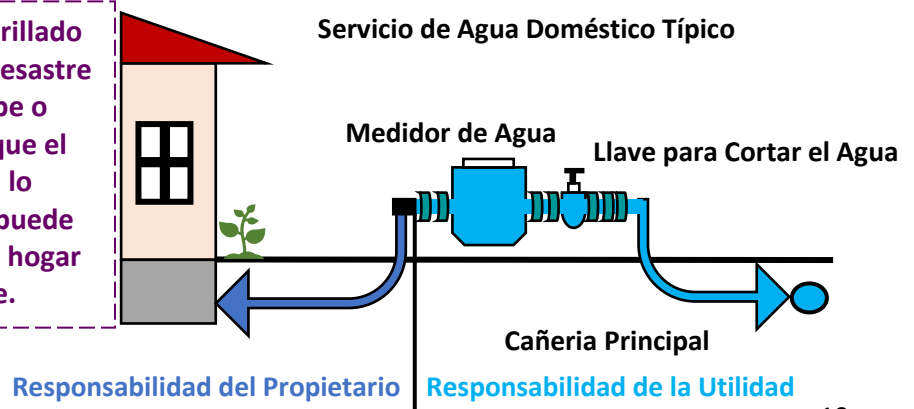 rillado
esastre
be o
que el
lo
puede
hogar
e.
Servicio de Agua Doméstico Típico
Medidor de Agua
Llave para Cortar el Agua
Cañeria Principal
Responsabilidad del Propietario
Responsabilidad de la Utilidad